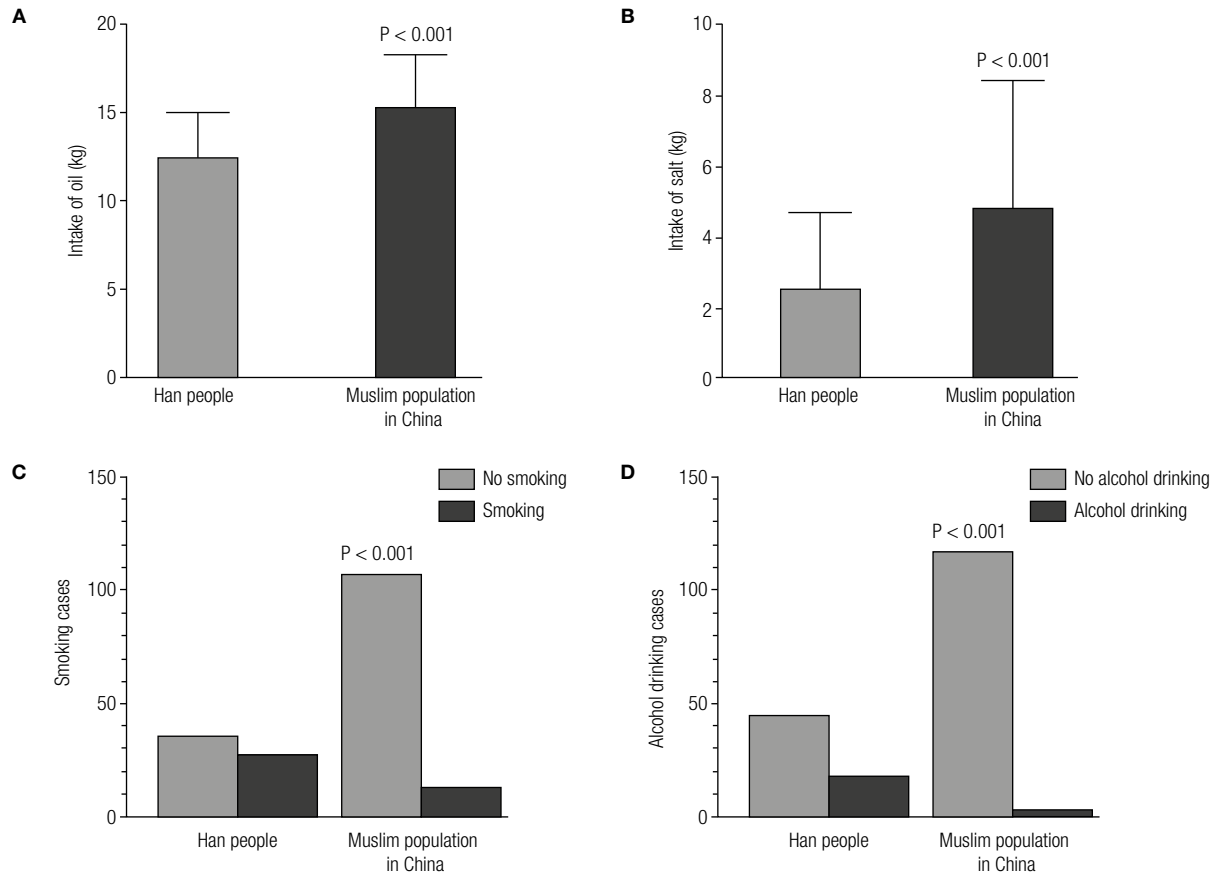 A
Intake of oil (kg)
20
15
10
5
0
P < 0.001
Han people
Muslim population
in China
B
Intake of salt (kg)
10
8
6
4
2
0
P < 0.001
Han people
Muslim population
in China
C
Smoking cases
150
100
50
0
No smoking
Smoking
P < 0.001
Han people
Muslim population
in China
D
Alcohol drinking cases
150
100
50
0
No alcohol drinking
Alcohol drinking
P < 0.001
Han people
Muslim population
in China